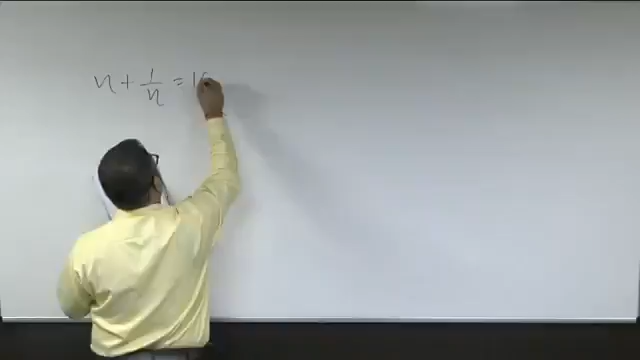 n + 1/n = 1